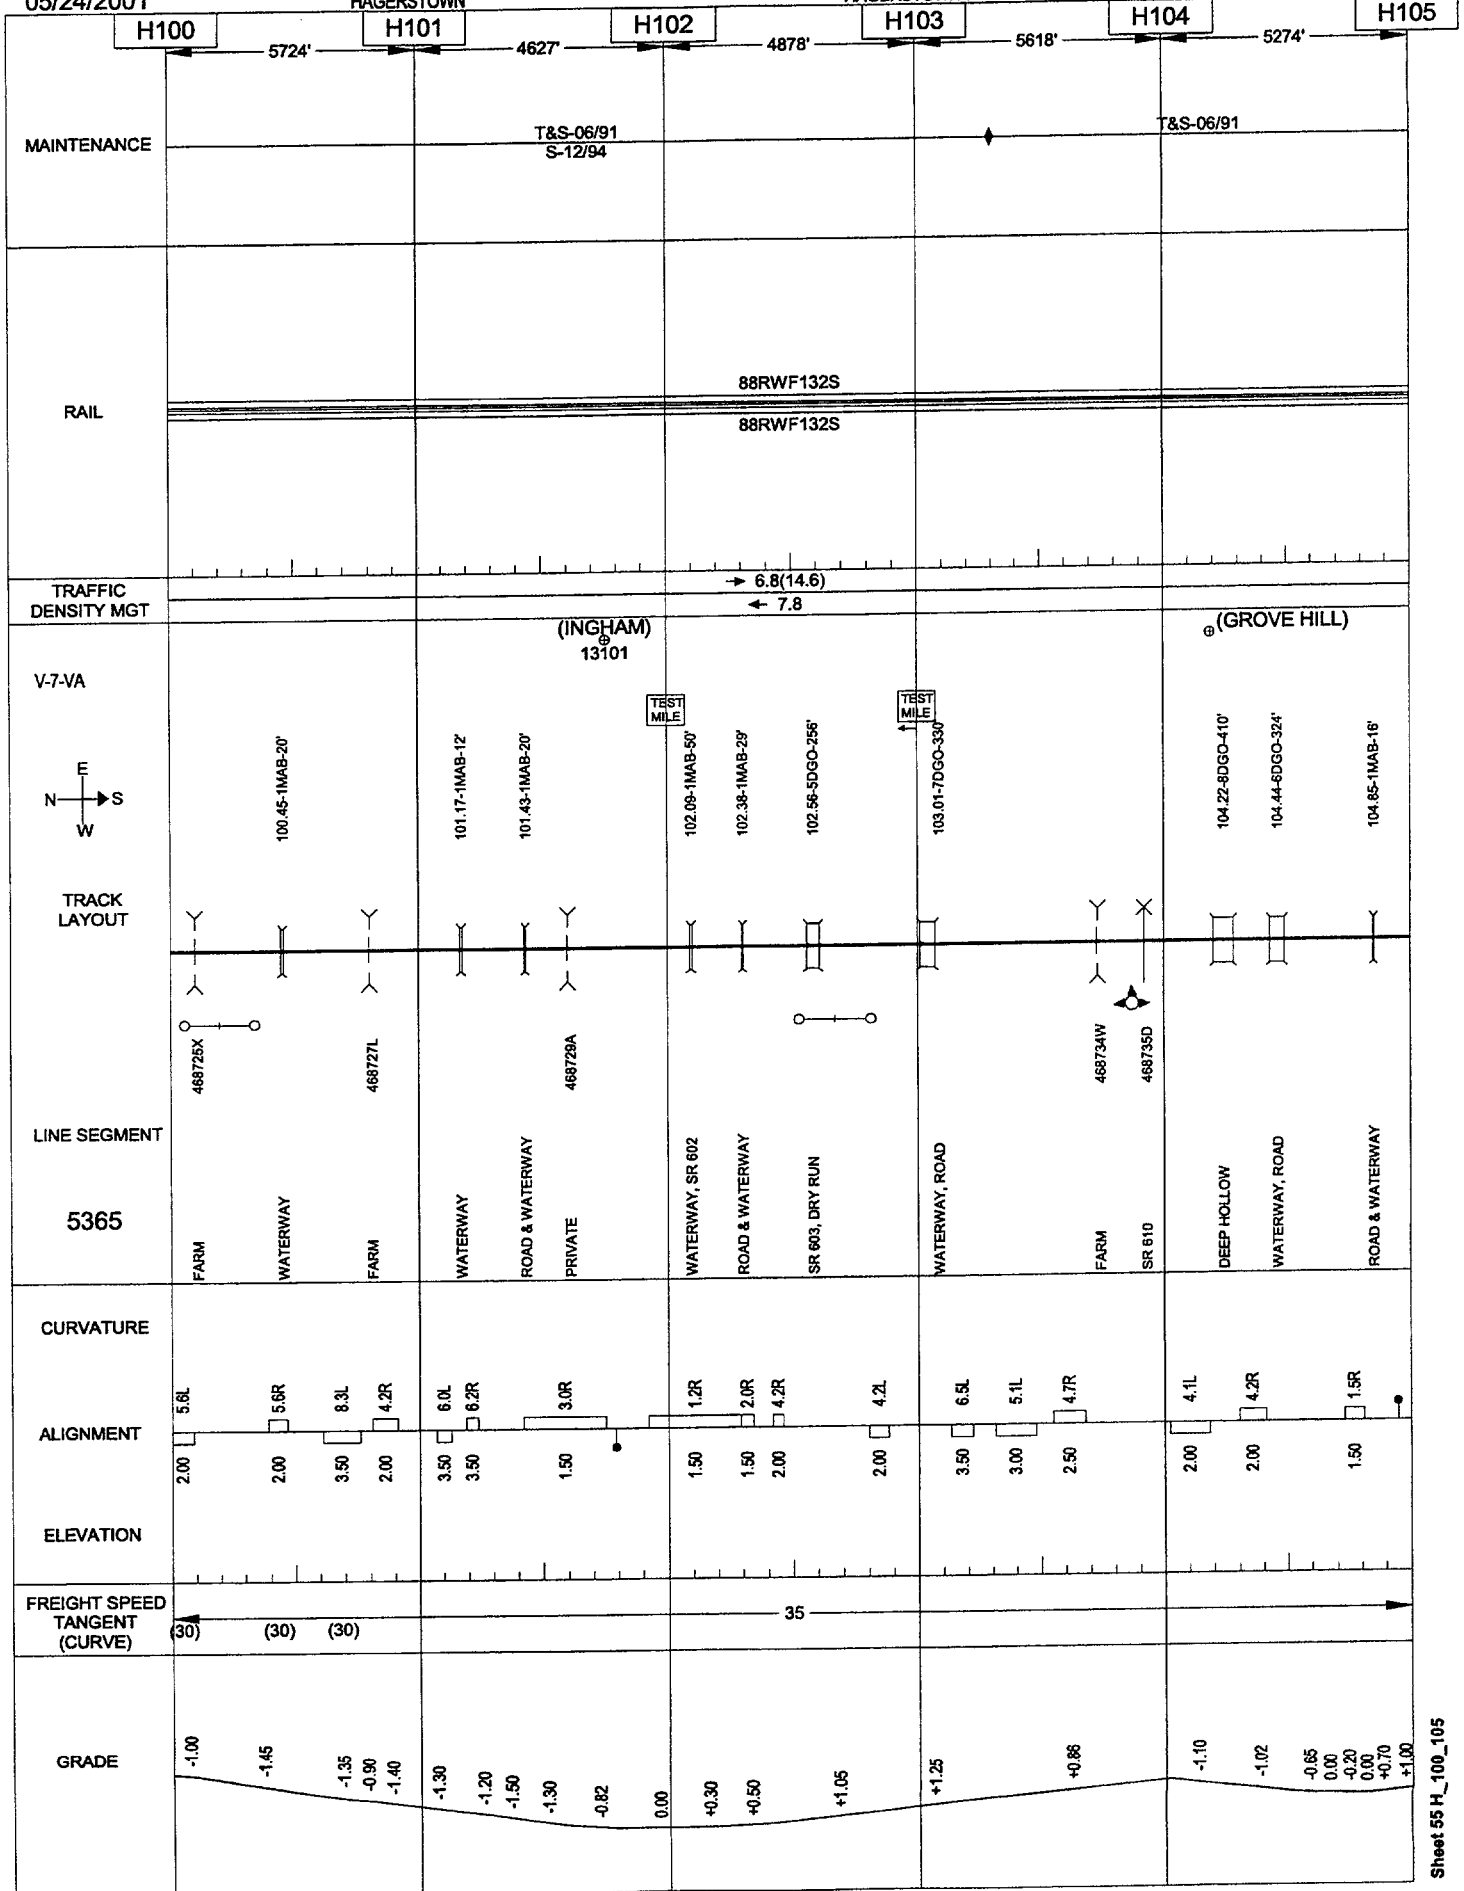 05/24/2001
HAGERSTOWN
H100
H101
H102
H103
H104
H105
5724'
4627'
4878'
5618'
5274'
MAINTENANCE
T&S-06/91
S-12/94
T&S-06/91
RAIL
88RWF132S
88RWF132S
TRAFFIC
DENSITY MGT
6.8(14.6)
7.8
(INGHAM)
13101
(GROVE HILL)
V-7-VA
TEST
MILE
TEST
MILE
E
N
S
W
100.45-1MAB-20'
101.17-1MAB-12'
101.43-1MAB-20'
102.09-1MAB-50'
102.38-1MAB-29'
102.56-5DGO-256'
103.01-7DGO-330'
104.22-8DGO-410'
104.44-6DGO-324'
104.85-1MAB-16'
TRACK
LAYOUT
468725X
468727L
468729A
468734W
468735D
LINE SEGMENT
5365
FARM
WATERWAY
FARM
WATERWAY
ROAD & WATERWAY
PRIVATE
WATERWAY, SR 602
ROAD & WATERWAY
SR 603, DRY RUN
WATERWAY, ROAD
FARM
SR 610
DEEP HOLLOW
WATERWAY, ROAD
ROAD & WATERWAY
CURVATURE
5.6L
5.6R
8.3L
4.2R
6.0L
6.2R
3.0R
1.2R
2.0R
4.2R
4.2L
6.5L
5.1L
4.7R
4.1L
4.2R
1.5R
ALIGNMENT
2.00
2.00
3.50
2.00
3.50
3.50
1.50
1.50
1.50
2.00
2.00
3.50
3.00
2.50
2.00
2.00
1.50
ELEVATION
FREIGHT SPEED
TANGENT
(CURVE)
35
(30)
(30)
(30)
GRADE
-1.00
-1.45
-1.35
-0.90
-1.40
-1.30
-1.20
-1.50
-1.30
-0.82
0.00
+0.30
+0.50
+1.05
+1.25
+0.86
-1.10
-1.02
-0.65
0.00
-0.20
0.00
+0.70
+1.00
Sheet 55 H_100_105